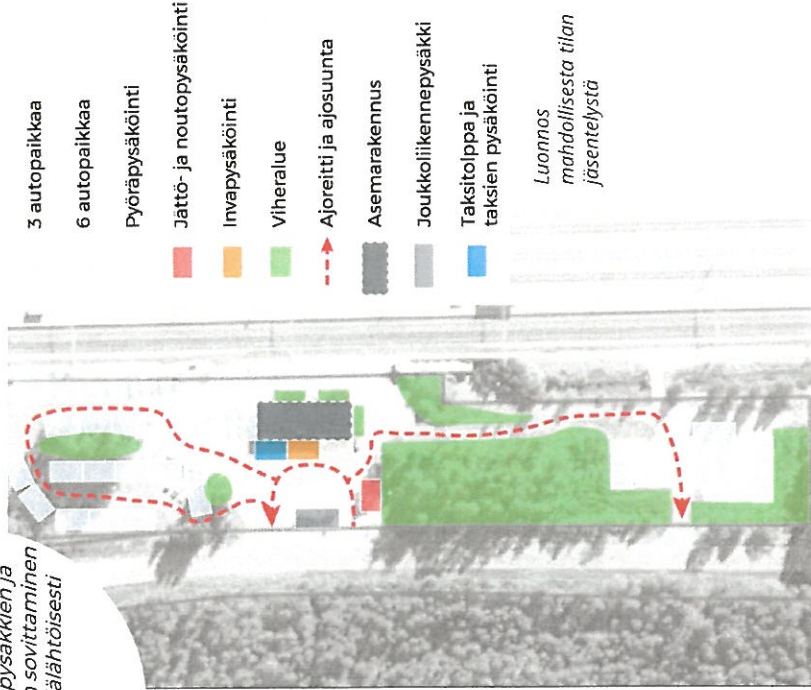 pysäkkien ja
sovittaminen
älähtöisesti
3 autopaikkaa
6 autopaikkaa
Pyöräpysäköinti
Jättö- ja noutopysäköinti
Invapysäköinti
Viheralue
Ajoreitti ja ajosuunta
Asemarakennus
Joukkoliikennepysäkki
Taksitolppa ja
taksien pysäköinti
Luonnos
mahdollisesta tilan
jäsentelystä